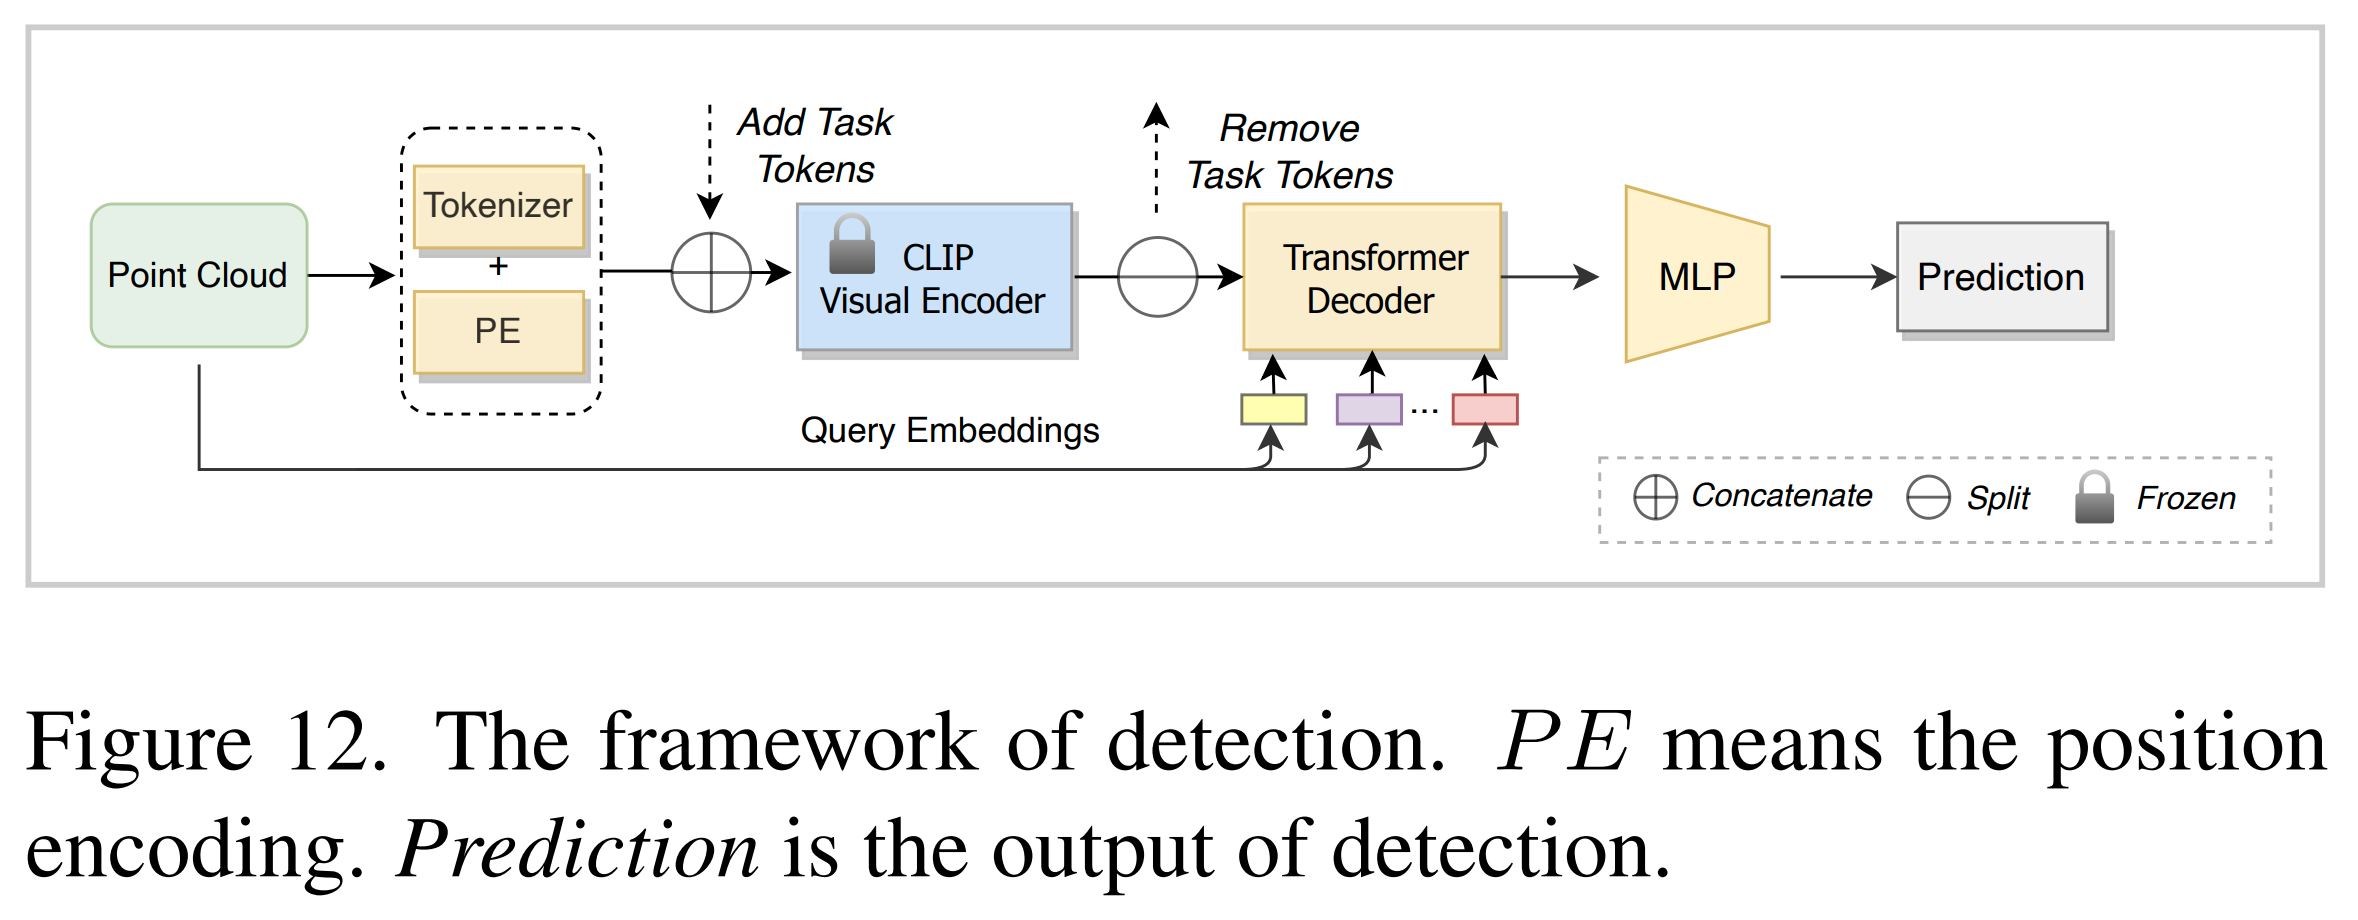 Point Cloud
Tokenizer
+
PE
Add Task
Tokens
CLIP
Visual Encoder
Remove
Task Tokens
Transformer
Decoder
MLP
Prediction
Query Embeddings
...
Concatenate
Split
Frozen
Figure 12. The framework of detection. PE means the position
encoding. Prediction is the output of detection.